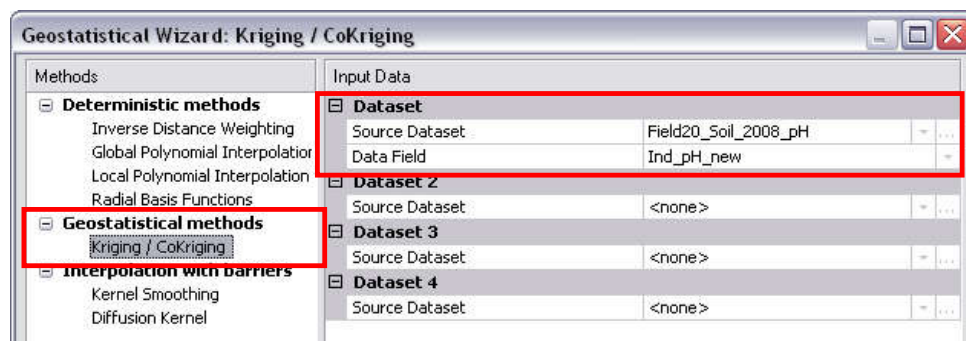 Geostatistical Wizard: Kriging / CoKriging
Methods
Deterministic methods
Inverse Distance Weighting
Global Polynomial Interpolation
Local Polynomial Interpolation
Radial Basis Functions
Geostatistical methods
Kriging / CoKriging
Interpolation with barriers
Kernel Smoothing
Diffusion Kernel
Input Data
Dataset
Source Dataset Field20_Soil_2008_pH
Data Field Ind_pH_new
Dataset 2
Source Dataset <none>
Dataset 3
Source Dataset <none>
Dataset 4
Source Dataset <none>